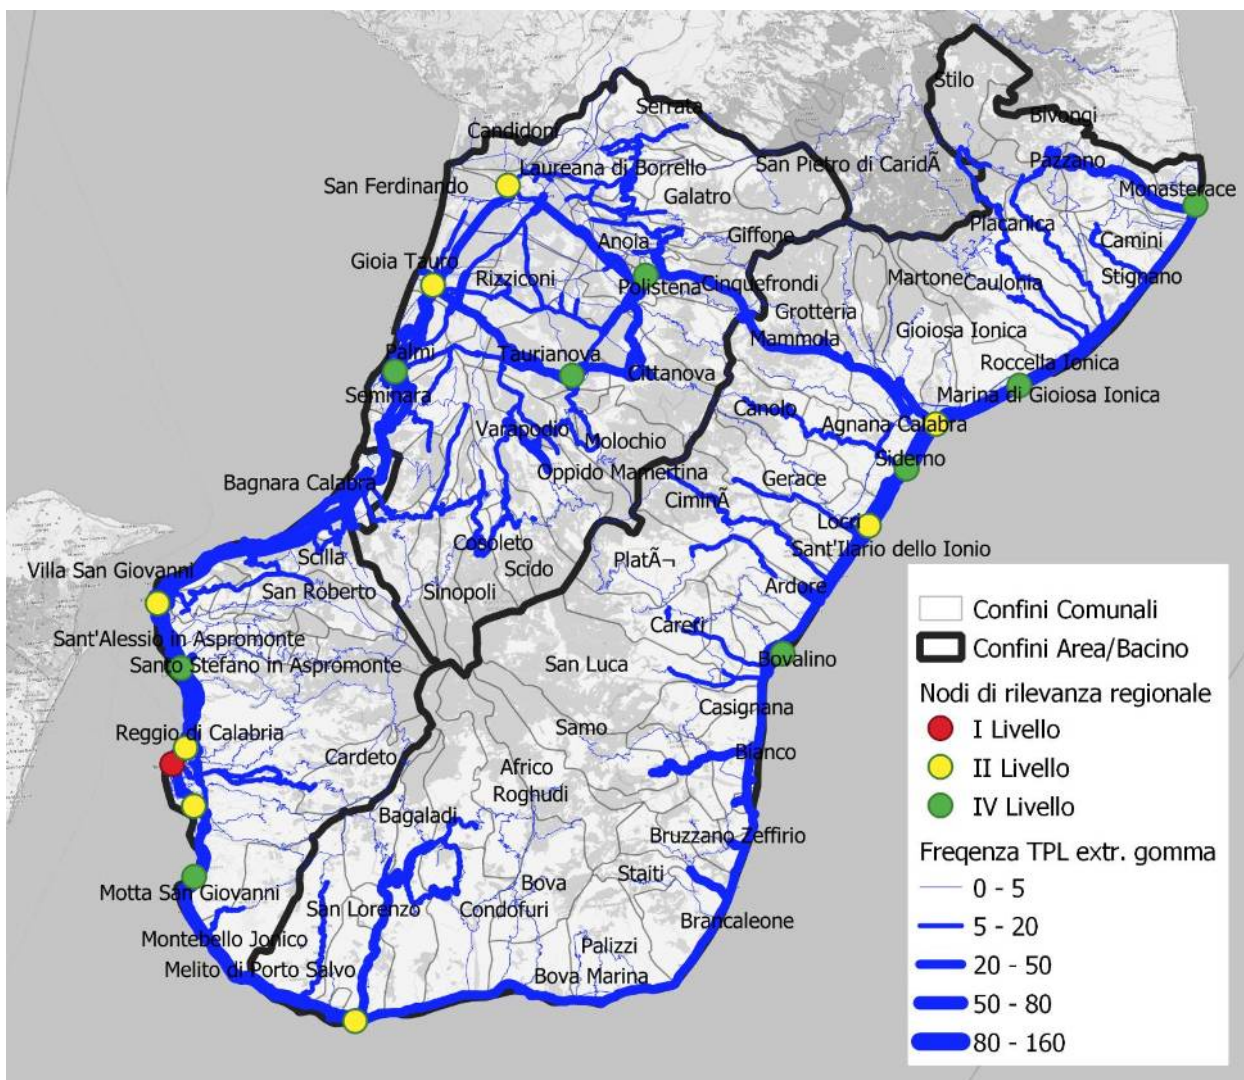 Stilo
Serrata
Bivongi
Candidoni
Laureana di Borrello
San Pietro di CaridÃ
Pazzano
San Ferdinando
Galatro
Monasterace
Placanica
Anoia
Giffone
Camini
Gioia Tauro
Rizziconi
Polistena
Cinquefrondi
Martone
Caulonia
Stignano
Grotteria
Gioiosa Ionica
Mammola
Palmi
Taurianova
Cittanova
Roccella Ionica
Seminara
Marina di Gioiosa Ionica
Canolo
Agnana Calabra
Varapodio
Molochio
Siderno
Oppido Mamertina
Gerace
Bagnara Calabra
CiminÃ
Locri
Cosoleto
Sant'Ilario dello Ionio
Scilla
PlatÃ¬
Villa San Giovanni
Scido
Ardore
San Roberto
Sinopoli
Sant'Alessio in Aspromonte
Careri
Santo Stefano in Aspromonte
San Luca
Bovalino
Casignana
Reggio di Calabria
Samo
Cardeto
Bianco
Africo
Roghudi
Bagaladi
Bruzzano Zeffirio
Staiti
Motta San Giovanni
Bova
San Lorenzo
Condofuri
Brancaleone
Montebello Jonico
Palizzi
Melito di Porto Salvo
Bova Marina
Confini Comunali
Confini Area/Bacino
Nodi di rilevanza regionale
I Livello
II Livello
IV Livello
Freqenza TPL extr. gomma
0 - 5
5 - 20
20 - 50
50 - 80
80 - 160